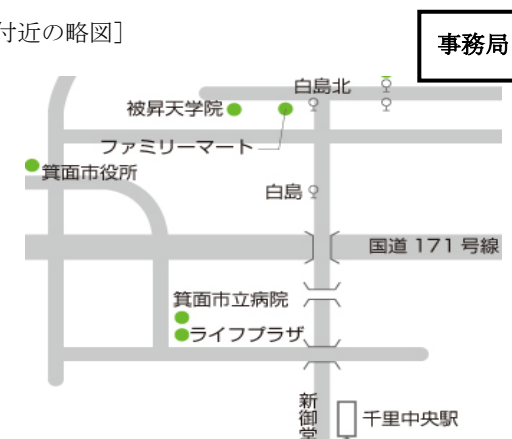 付近の略図］
事務局
白島北
被昇天学院
ファミリーマート
箕面市役所
白島
国道 171 号線
箕面市立病院
ライフプラザ
新御堂
千里中央駅